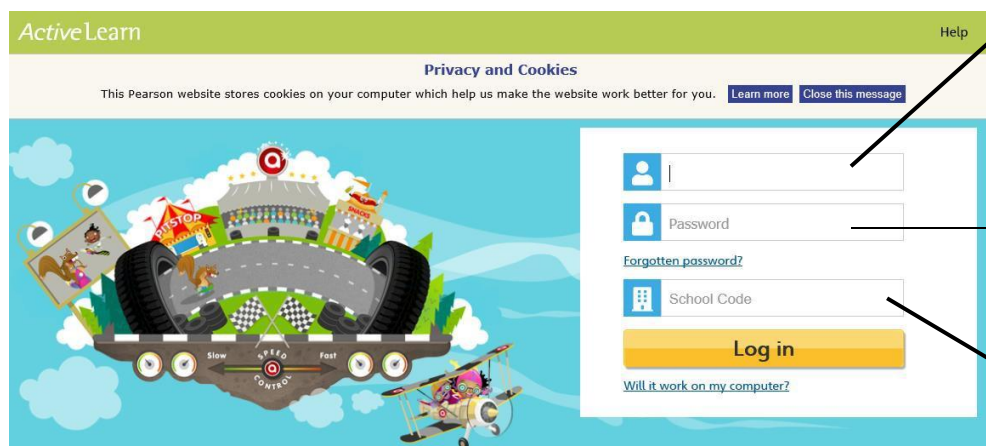 ActiveLearn
Help
Privacy and Cookies
This Pearson website stores cookies on your computer which help us make the website work better for you. Learn more Close this message
a
PITSTOP
SNACKS
Password
Forgotten password?
School Code
Slow SPEED Fast
a
CONTROL
Log in
Will it work on my computer?